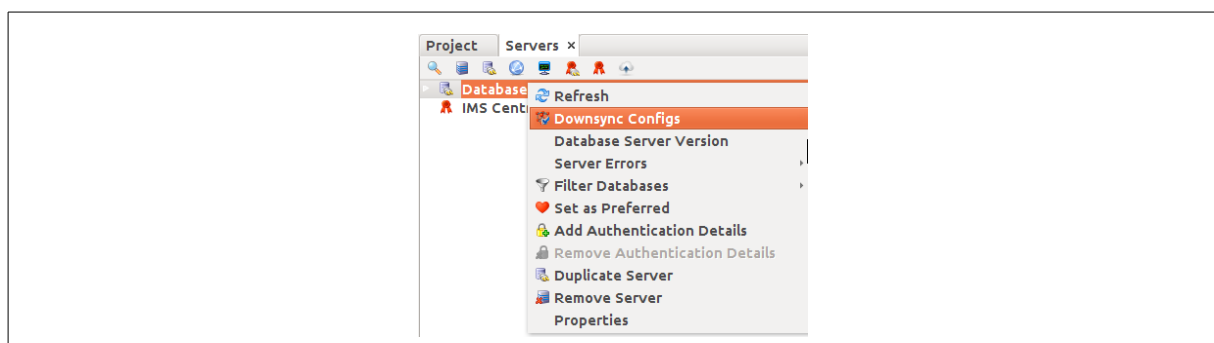 Project Servers ×
Database
IMS Cent
Refresh
Downsync Configs
Database Server Version
Server Errors
Filter Databases
Set as Preferred
Add Authentication Details
Remove Authentication Details
Duplicate Server
Remove Server
Properties